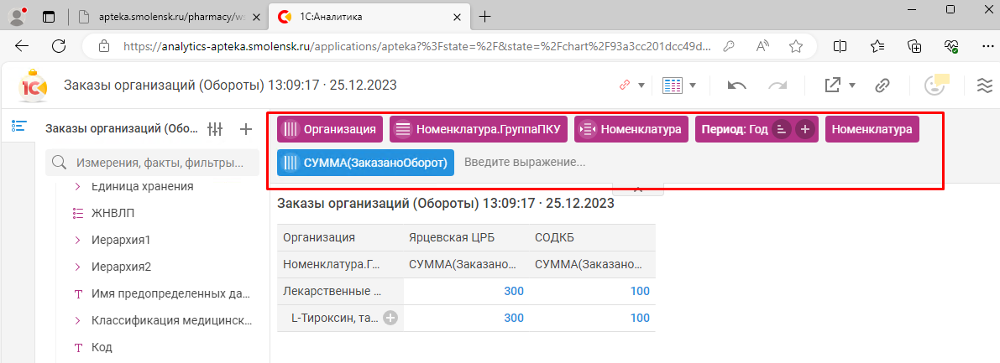 apteka.smolensk.ru/pharmacy/ws
1С:Аналитика
https://analytics-apteka.smolensk.ru/applications/apteka?%3Fstate=%2F&state=%2Fchart%2F93a3cc201dcc49d...
1С
Заказы организаций (Обороты) 13:09:17 · 25.12.2023
Заказы организаций (Обо...
Измерения, факты, фильтры...
Единица хранения
ЖНВЛП
Иерархия1
Иерархия2
Имя предопределенных да...
Классификация медицинск...
Код
Организация
Номенклатура.ГруппаПКУ
Номенклатура
Период: Год
Номенклатура
СУММА(ЗаказаноОборот)
Введите выражение...
Заказы организаций (Обороты) 13:09:17 · 25.12.2023
Организация Ярцевская ЦРБ СОДКБ
Номенклатура.Г... СУММА(Заказано... СУММА(Заказано...
Лекарственные ... 300 100
L-Тироксин, та... 300 100